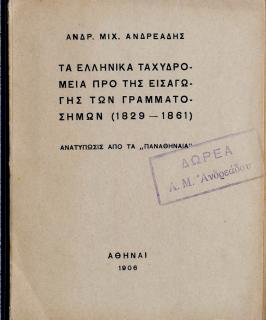 ΑΝΔΡ. ΜΙΧ. ΑΝΔΡΕΑΔΗΣ
ΤΑ ΕΛΛΗΝΙΚΑ ΤΑΧΥΔΡΟ-
ΜΕΙΑ ΠΡΟ ΤΗΣ ΕΙΣΑΓΩ-
ΓΗΣ ΤΩΝ ΓΡΑΜΜΑΤΟ-
ΣΗΜΩΝ (1829 — 1861)
ΑΝΑΤΥΠΩΣΙΣ ΑΠΟ ΤΑ „ΠΑΝΑΘΗΝΑΙΑ"
ΔΩΡΕΑ
Α. Μ. Ἀνδρεάδου
ΑΘΗΝΑΙ
1906